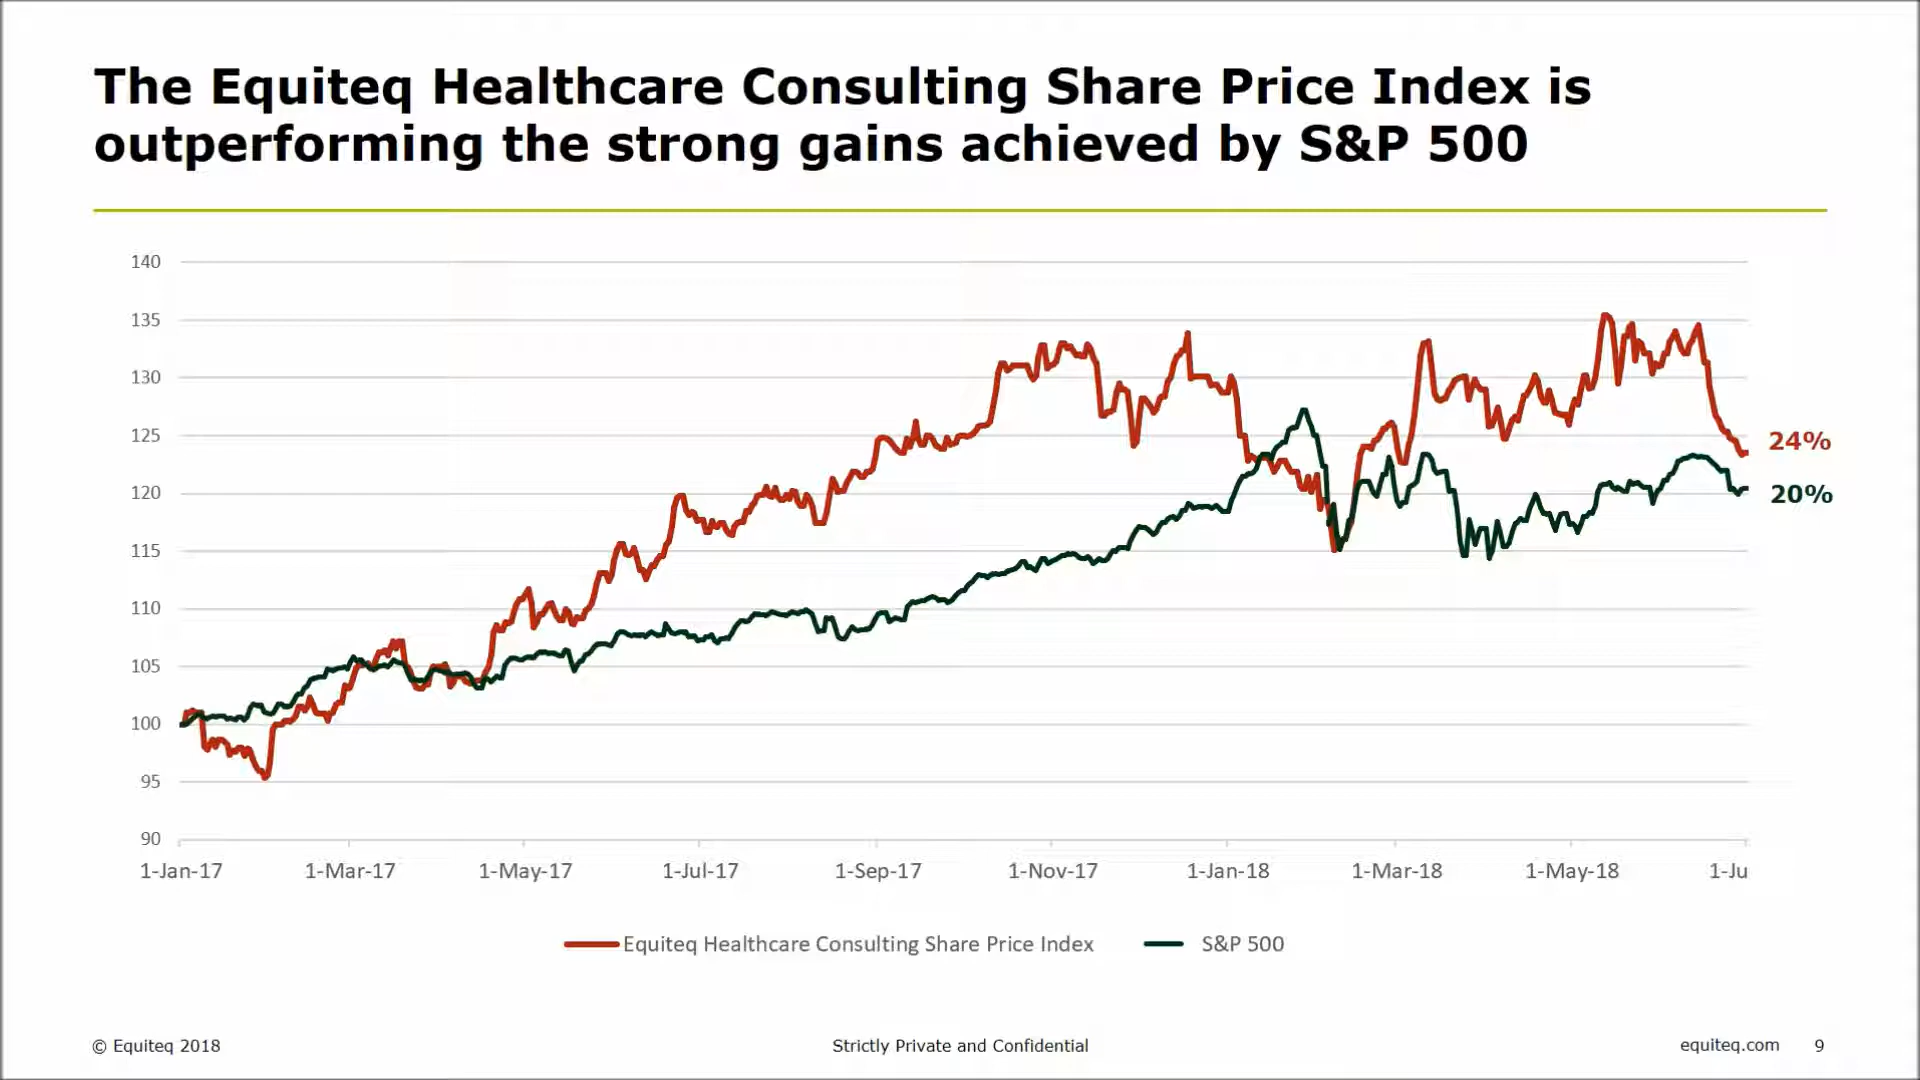 The Equiteq Healthcare Consulting Share Price Index is
outperforming the strong gains achieved by S&P 500
140
135
130
125
120
115
110
105
100
95
90
24%
20%
1-Jan-17
1-Mar-17
1-May-17
1-Jul-17
1-Sep-17
1-Nov-17
1-Jan-18
1-Mar-18
1-May-18
1-Ju
Equiteq Healthcare Consulting Share Price Index
S&P 500
© Equiteq 2018
Strictly Private and Confidential
equiteq.com
9